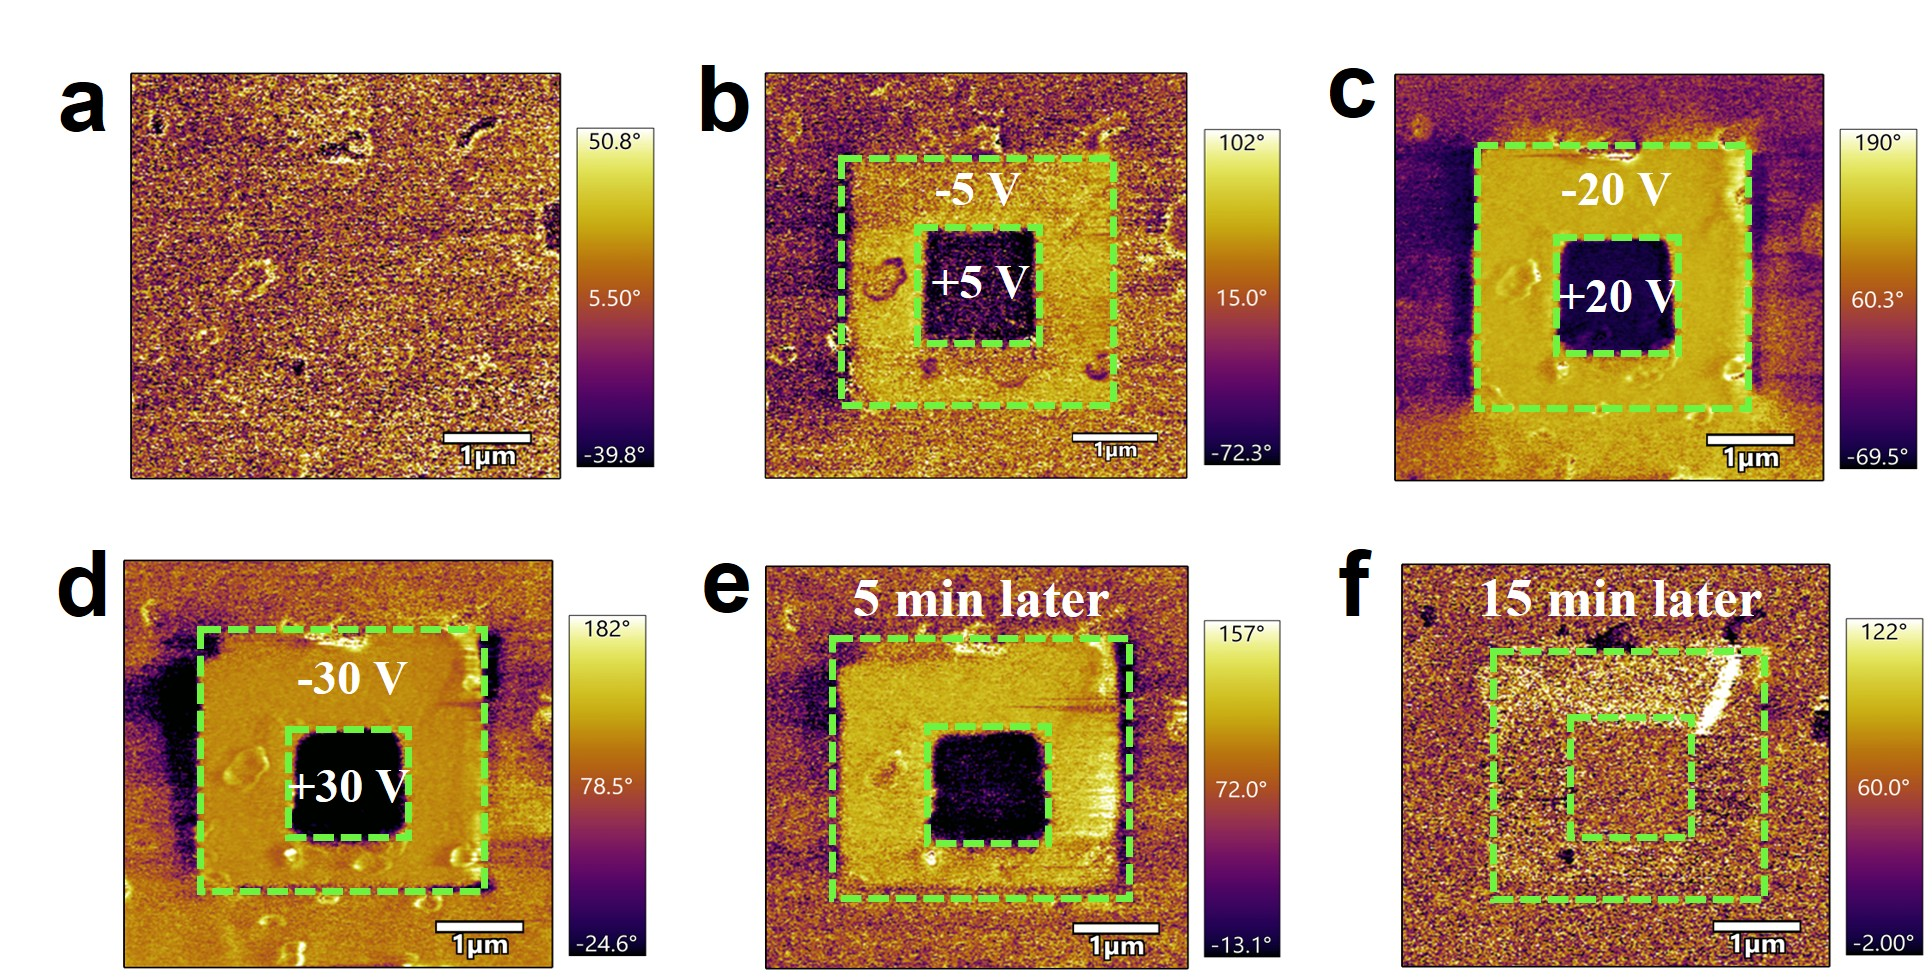 a
50.8°
5.50°
-39.8°
1μm
b
-5 V
+5 V
102°
15.0°
-72.3°
1μm
c
-20 V
+20 V
190°
60.3°
-69.5°
1μm
d
-30 V
+30 V
182°
78.5°
-24.6°
1μm
e
5 min later
157°
72.0°
-13.1°
1μm
f
15 min later
122°
60.0°
-2.00°
1μm